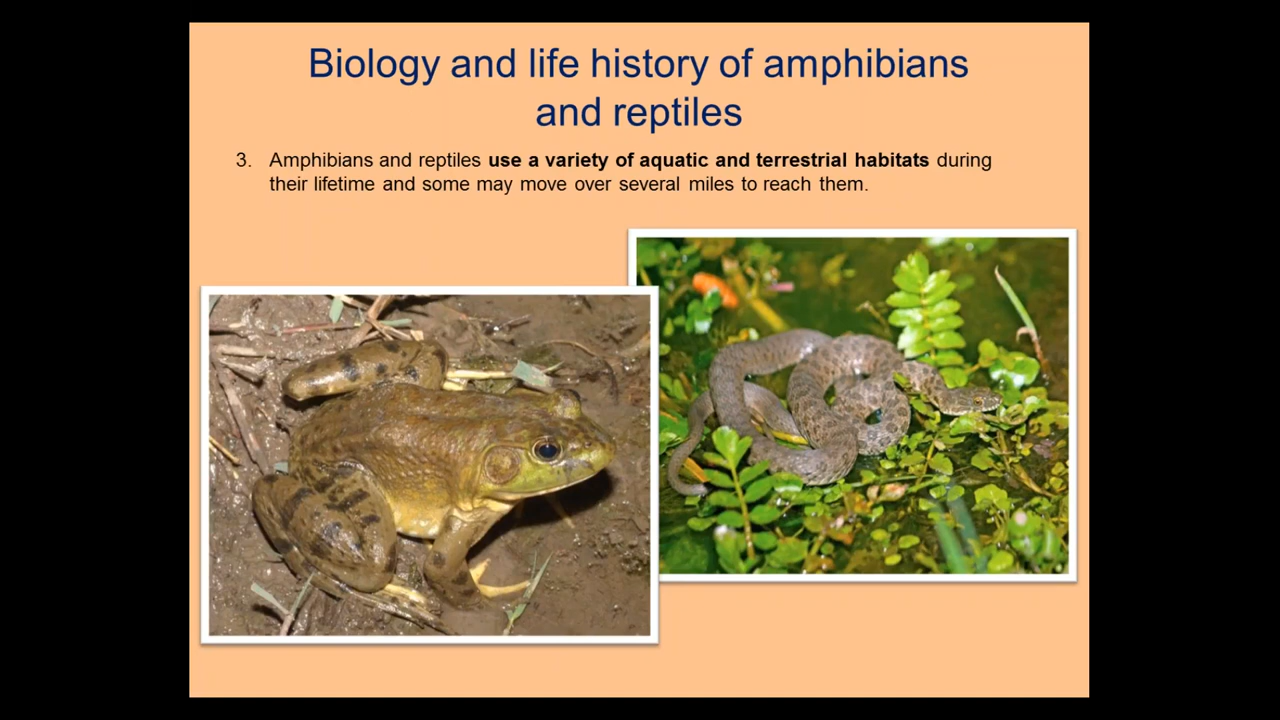 Biology and life history of amphibians
and reptiles
3. Amphibians and reptiles use a variety of aquatic and terrestrial habitats during
their lifetime and some may move over several miles to reach them.